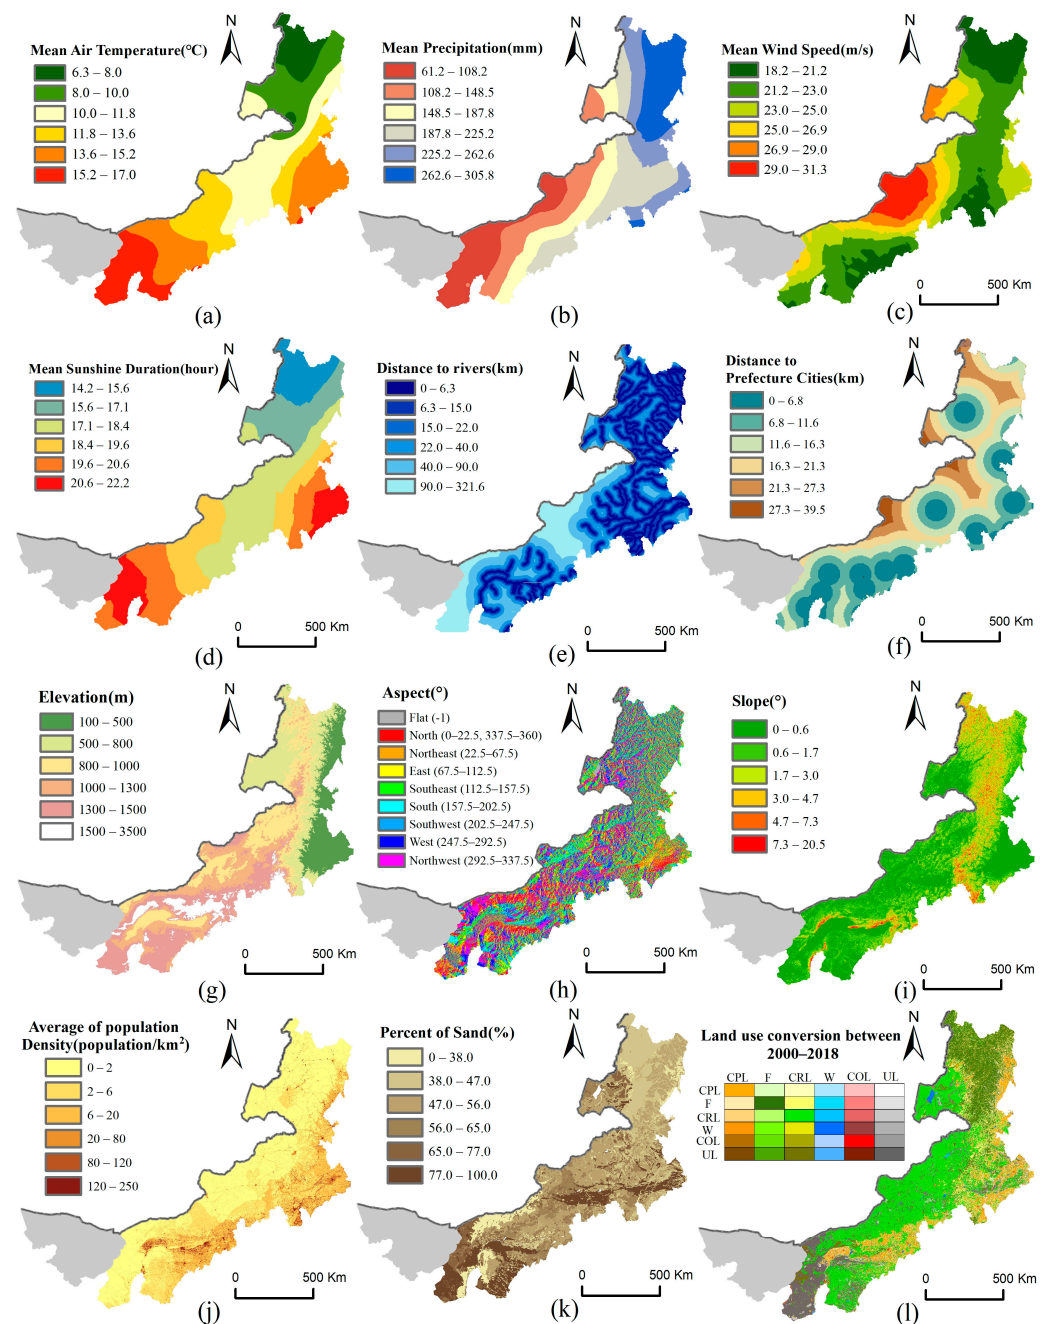 N
Mean Air Temperature(°C)
6.3 – 8.0
8.0 – 10.0
10.0 – 11.8
11.8 – 13.6
13.6 – 15.2
15.2 – 17.0
(a)
N
Mean Precipitation(mm)
61.2 – 108.2
108.2 – 148.5
148.5 – 187.8
187.8 – 225.2
225.2 – 262.6
262.6 – 305.8
(b)
N
Mean Wind Speed(m/s)
18.2 – 21.2
21.2 – 23.0
23.0 – 25.0
25.0 – 26.9
26.9 – 29.0
29.0 – 31.3
0 500 Km
(c)
N
Mean Sunshine Duration(hour)
14.2 – 15.6
15.6 – 17.1
17.1 – 18.4
18.4 – 19.6
19.6 – 20.6
20.6 – 22.2
0 500 Km
(d)
N
Distance to rivers(km)
0 – 6.3
6.3 – 15.0
15.0 – 22.0
22.0 – 40.0
40.0 – 90.0
90.0 – 321.6
0 500 Km
(e)
N
Distance to
Prefecture Cities(km)
0 – 6.8
6.8 – 11.6
11.6 – 16.3
16.3 – 21.3
21.3 – 27.3
27.3 – 39.5
0 500 Km
(f)
N
Elevation(m)
100 – 500
500 – 800
800 – 1000
1000 – 1300
1300 – 1500
1500 – 3500
0 500 Km
(g)
N
Aspect(°)
Flat (-1)
North (0–22.5, 337.5–360)
Northeast (22.5–67.5)
East (67.5–112.5)
Southeast (112.5–157.5)
South (157.5–202.5)
Southwest (202.5–247.5)
West (247.5–292.5)
Northwest (292.5–337.5)
0 500 Km
(h)
N
Slope(°)
0 – 0.6
0.6 – 1.7
1.7 – 3.0
3.0 – 4.7
4.7 – 7.3
7.3 – 20.5
0 500 Km
(i)
N
Average of population
Density(population/km²)
0 – 2
2 – 6
6 – 20
20 – 80
80 – 120
120 – 250
0 500 Km
(j)
N
Percent of Sand(%)
0 – 38.0
38.0 – 47.0
47.0 – 56.0
56.0 – 65.0
65.0 – 77.0
77.0 – 100.0
0 500 Km
(k)
N
Land use conversion between
2000–2018
CPL F CRL W COL UL
CPL
F
CRL
W
COL
UL
0 500 Km
(l)